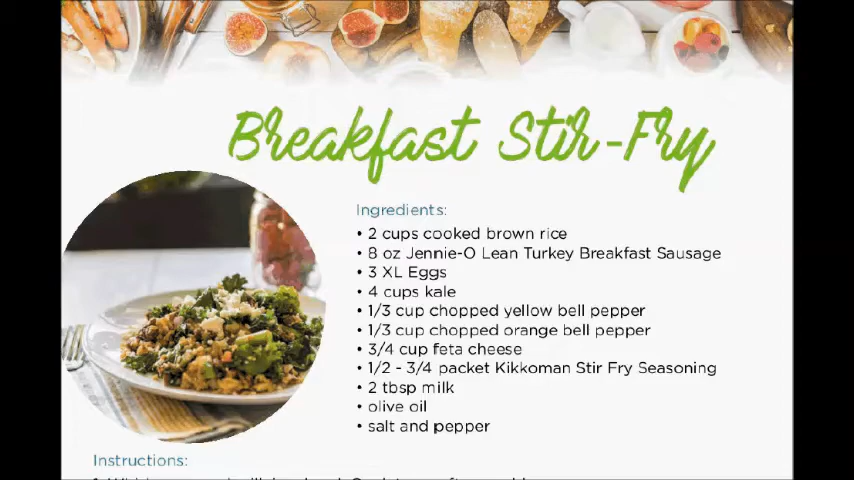 Breakfast Stir-Fry
Ingredients:
• 2 cups cooked brown rice
• 8 oz Jennie-O Lean Turkey Breakfast Sausage
• 3 XL Eggs
• 4 cups kale
• 1/3 cup chopped yellow bell pepper
• 1/3 cup chopped orange bell pepper
• 3/4 cup feta cheese
• 1/2 - 3/4 packet Kikkoman Stir Fry Seasoning
• 2 tbsp milk
• olive oil
• salt and pepper
Instructions: